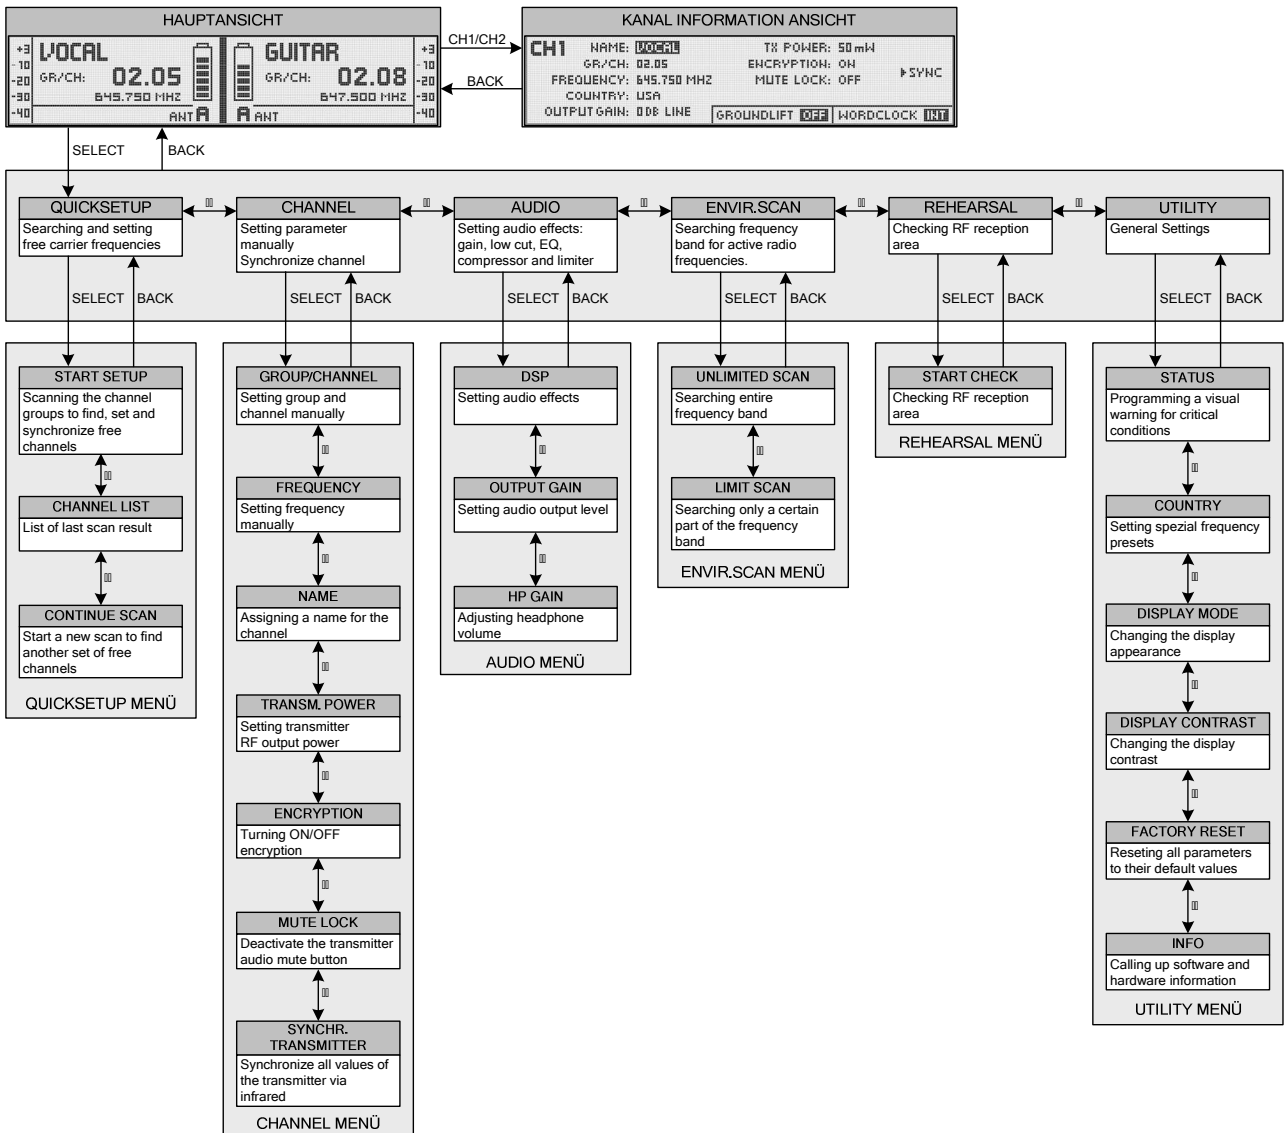 HAUPTANSICHT
KANAL INFORMATION ANSICHT
+3
-10
-20
-30
-40
VOCAL
GR/CH: 02.05
645.750 MHZ
ANT A
GUITAR
GR/CH: 02.08
647.500 MHZ
A ANT
+3
-10
-20
-30
-40
CH1/CH2
BACK
CH1
NAME: VOCAL
GR/CH: 02.05
FREQUENCY: 645.750 MHZ
COUNTRY: USA
OUTPUT GAIN: 0 DB LINE
TX POWER: 50 mW
ENCRYPTION: ON
MUTE LOCK: OFF
▶SYNC
GROUNDLIFT OFF
WORDCLOCK INT
SELECT
BACK
QUICKSETUP
Searching and setting
free carrier frequencies
CHANNEL
Setting parameter
manually
Synchronize channel
AUDIO
Setting audio effects:
gain, low cut, EQ,
compressor and limiter
ENVIR.SCAN
Searching frequency
band for active radio
frequencies.
REHEARSAL
Checking RF reception
area
UTILITY
General Settings
SELECT BACK
SELECT BACK
SELECT BACK
SELECT BACK
SELECT BACK
SELECT BACK
START SETUP
Scanning the channel
groups to find, set and
synchronize free
channels
CHANNEL LIST
List of last scan result
CONTINUE SCAN
Start a new scan to find
another set of free
channels
QUICKSETUP MENÜ
GROUP/CHANNEL
Setting group and
channel manually
FREQUENCY
Setting frequency
manually
NAME
Assigning a name for the
channel
TRANSM. POWER
Setting transmitter
RF output power
ENCRYPTION
Turning ON/OFF
encryption
MUTE LOCK
Deactivate the transmitter
audio mute button
SYNCHR.
TRANSMITTER
Synchronize all values of
the transmitter via
infrared
CHANNEL MENÜ
DSP
Setting audio effects
OUTPUT GAIN
Setting audio output level
HP GAIN
Adjusting headphone
volume
AUDIO MENÜ
UNLIMITED SCAN
Searching entire
frequency band
LIMIT SCAN
Searching only a certain
part of the frequency
band
ENVIR.SCAN MENÜ
START CHECK
Checking RF reception
area
REHEARSAL MENÜ
STATUS
Programming a visual
warning for critical
conditions
COUNTRY
Setting spezial frequency
presets
DISPLAY MODE
Changing the display
appearance
DISPLAY CONTRAST
Changing the display
contrast
FACTORY RESET
Reseting all parameters
to their default values
INFO
Calling up software and
hardware information
UTILITY MENÜ